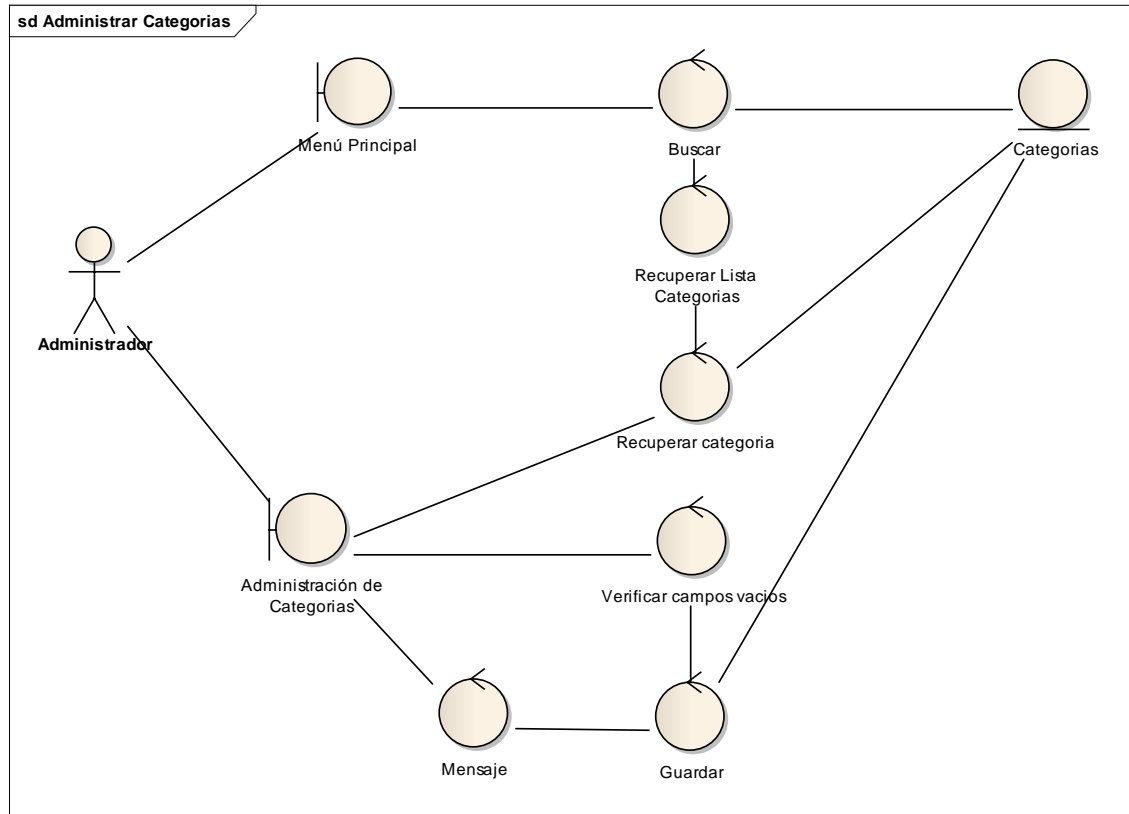 sd Administrar Categorias
Menú Principal
Buscar
Categorias
Recuperar Lista
Categorias
Administrador
Recuperar categoria
Administración de
Categorias
Verificar campos vacios
Mensaje
Guardar